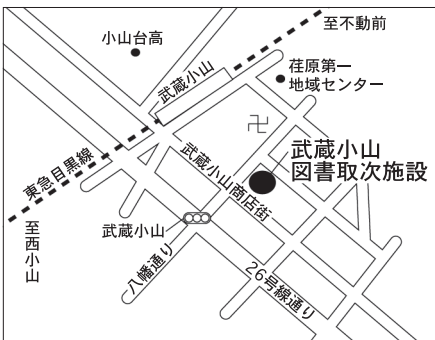 至不動前
小山台高
武蔵小山
荏原第一
地域センター
卍
武蔵小山
図書取次施設
東急目黒線
武蔵小山商店街
至西小山
武蔵小山
八幡通り
26号線通り